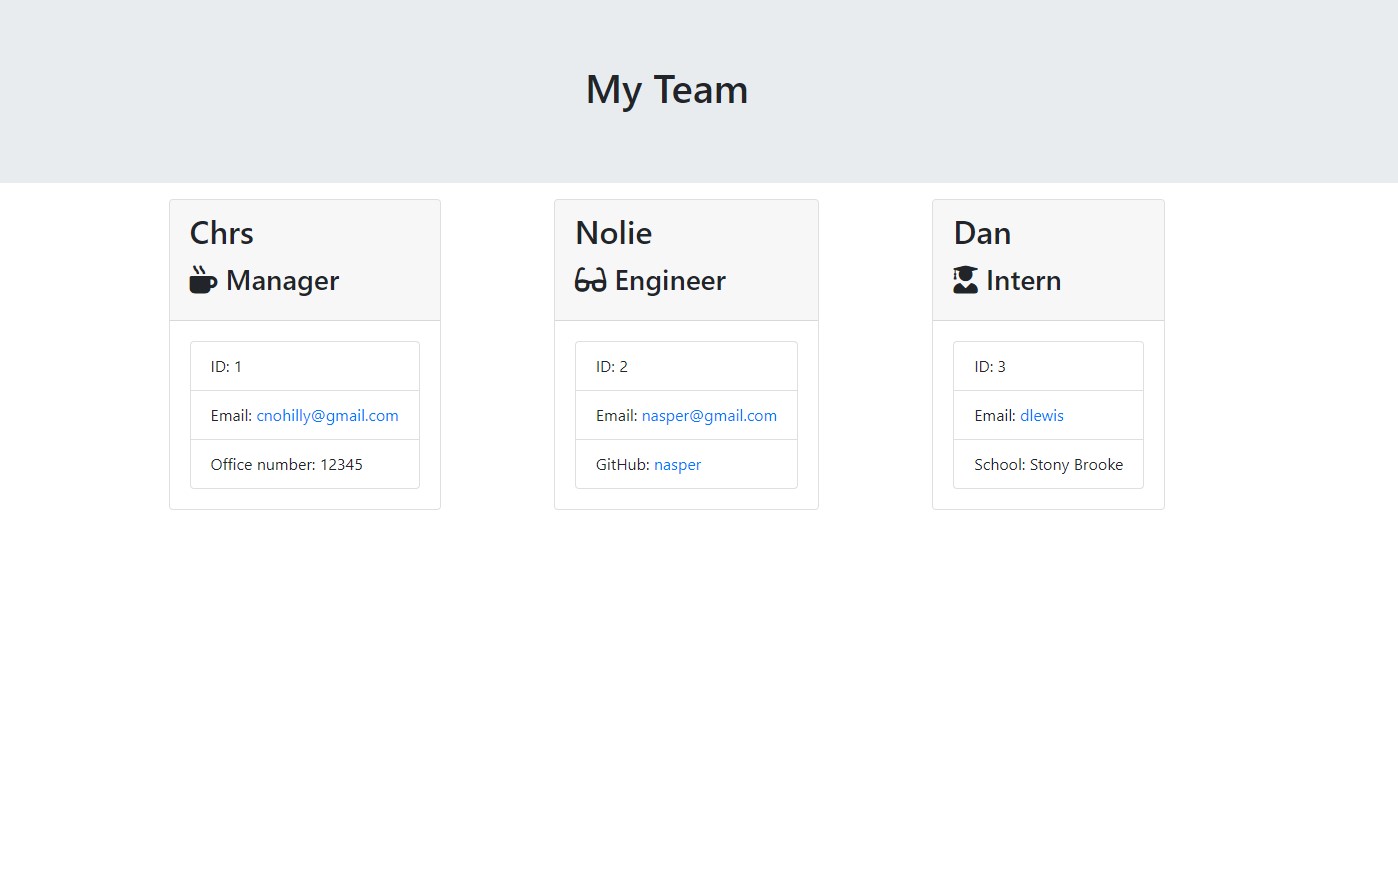 My Team
Chrs
Manager
ID: 1
Email: cnohilly@gmail.com
Office number: 12345
Nolie
Engineer
ID: 2
Email: nasper@gmail.com
GitHub: nasper
Dan
Intern
ID: 3
Email: dlewis
School: Stony Brooke